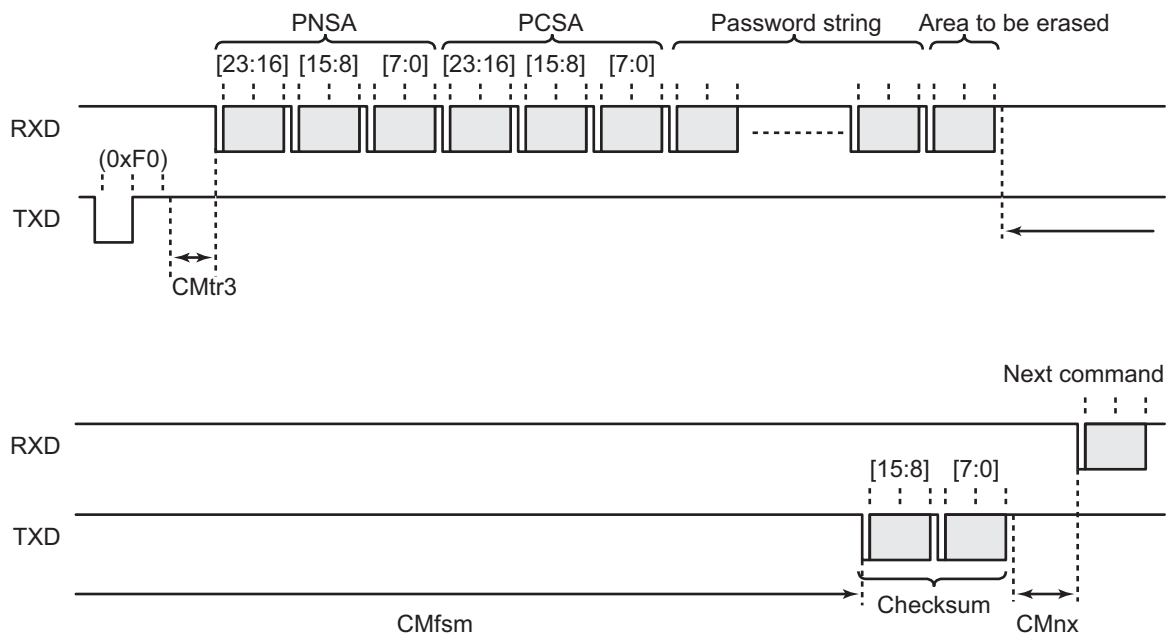 PNSA PCSA Password string Area to be erased
[23:16] [15:8] [7:0] [23:16] [15:8] [7:0]
RXD
(0xF0)
TXD
CMtr3
Next command
RXD
[15:8] [7:0]
TXD
Checksum
CMfsm CMnx